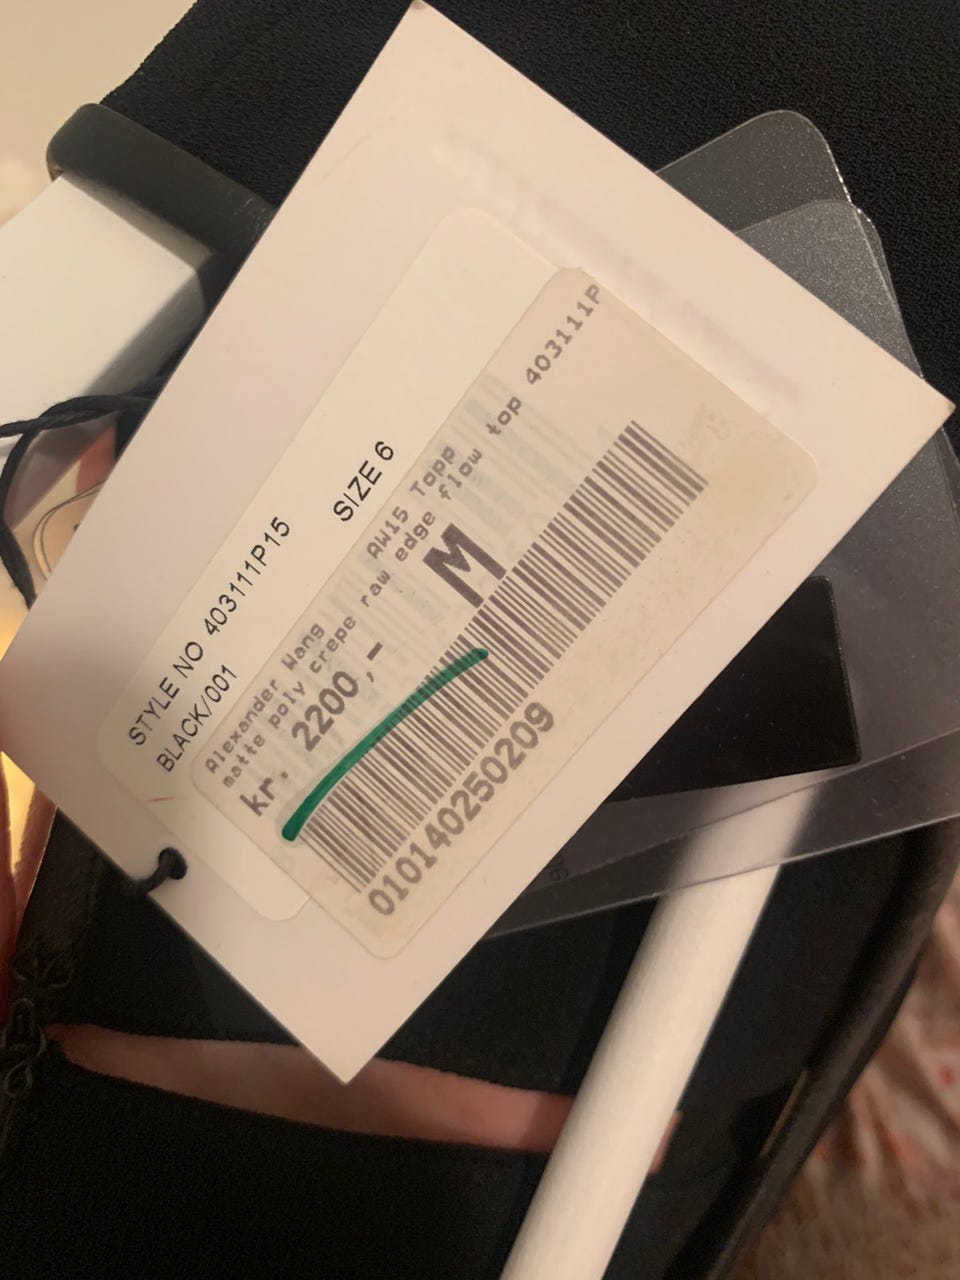 STYLE NO 403111P15
BLACK/001
SIZE 6
Alexander Wang AW15 Topp
matte poly crepe raw edge flow top 403111P
kr. 2200,-
M
010140250209